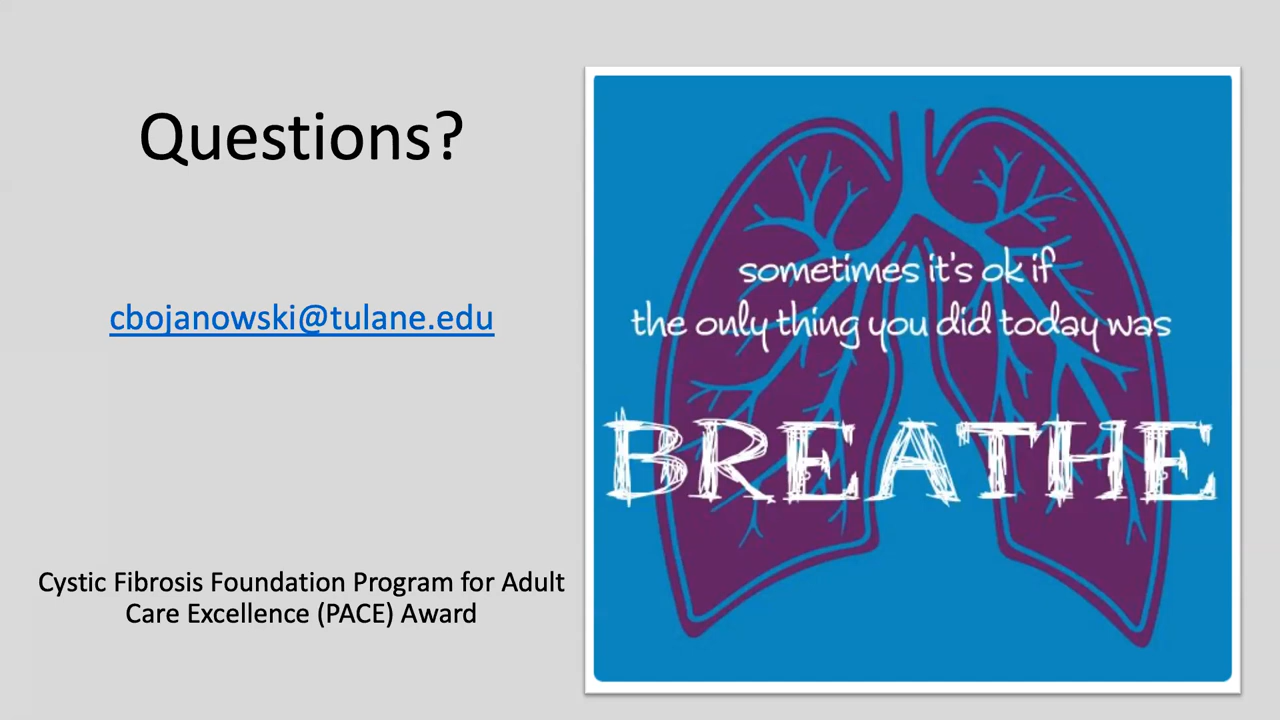 Questions?
cbojanowski@tulane.edu
Cystic Fibrosis Foundation Program for Adult
Care Excellence (PACE) Award
sometimes it's ok if
the only thing you did today was
BREATHE